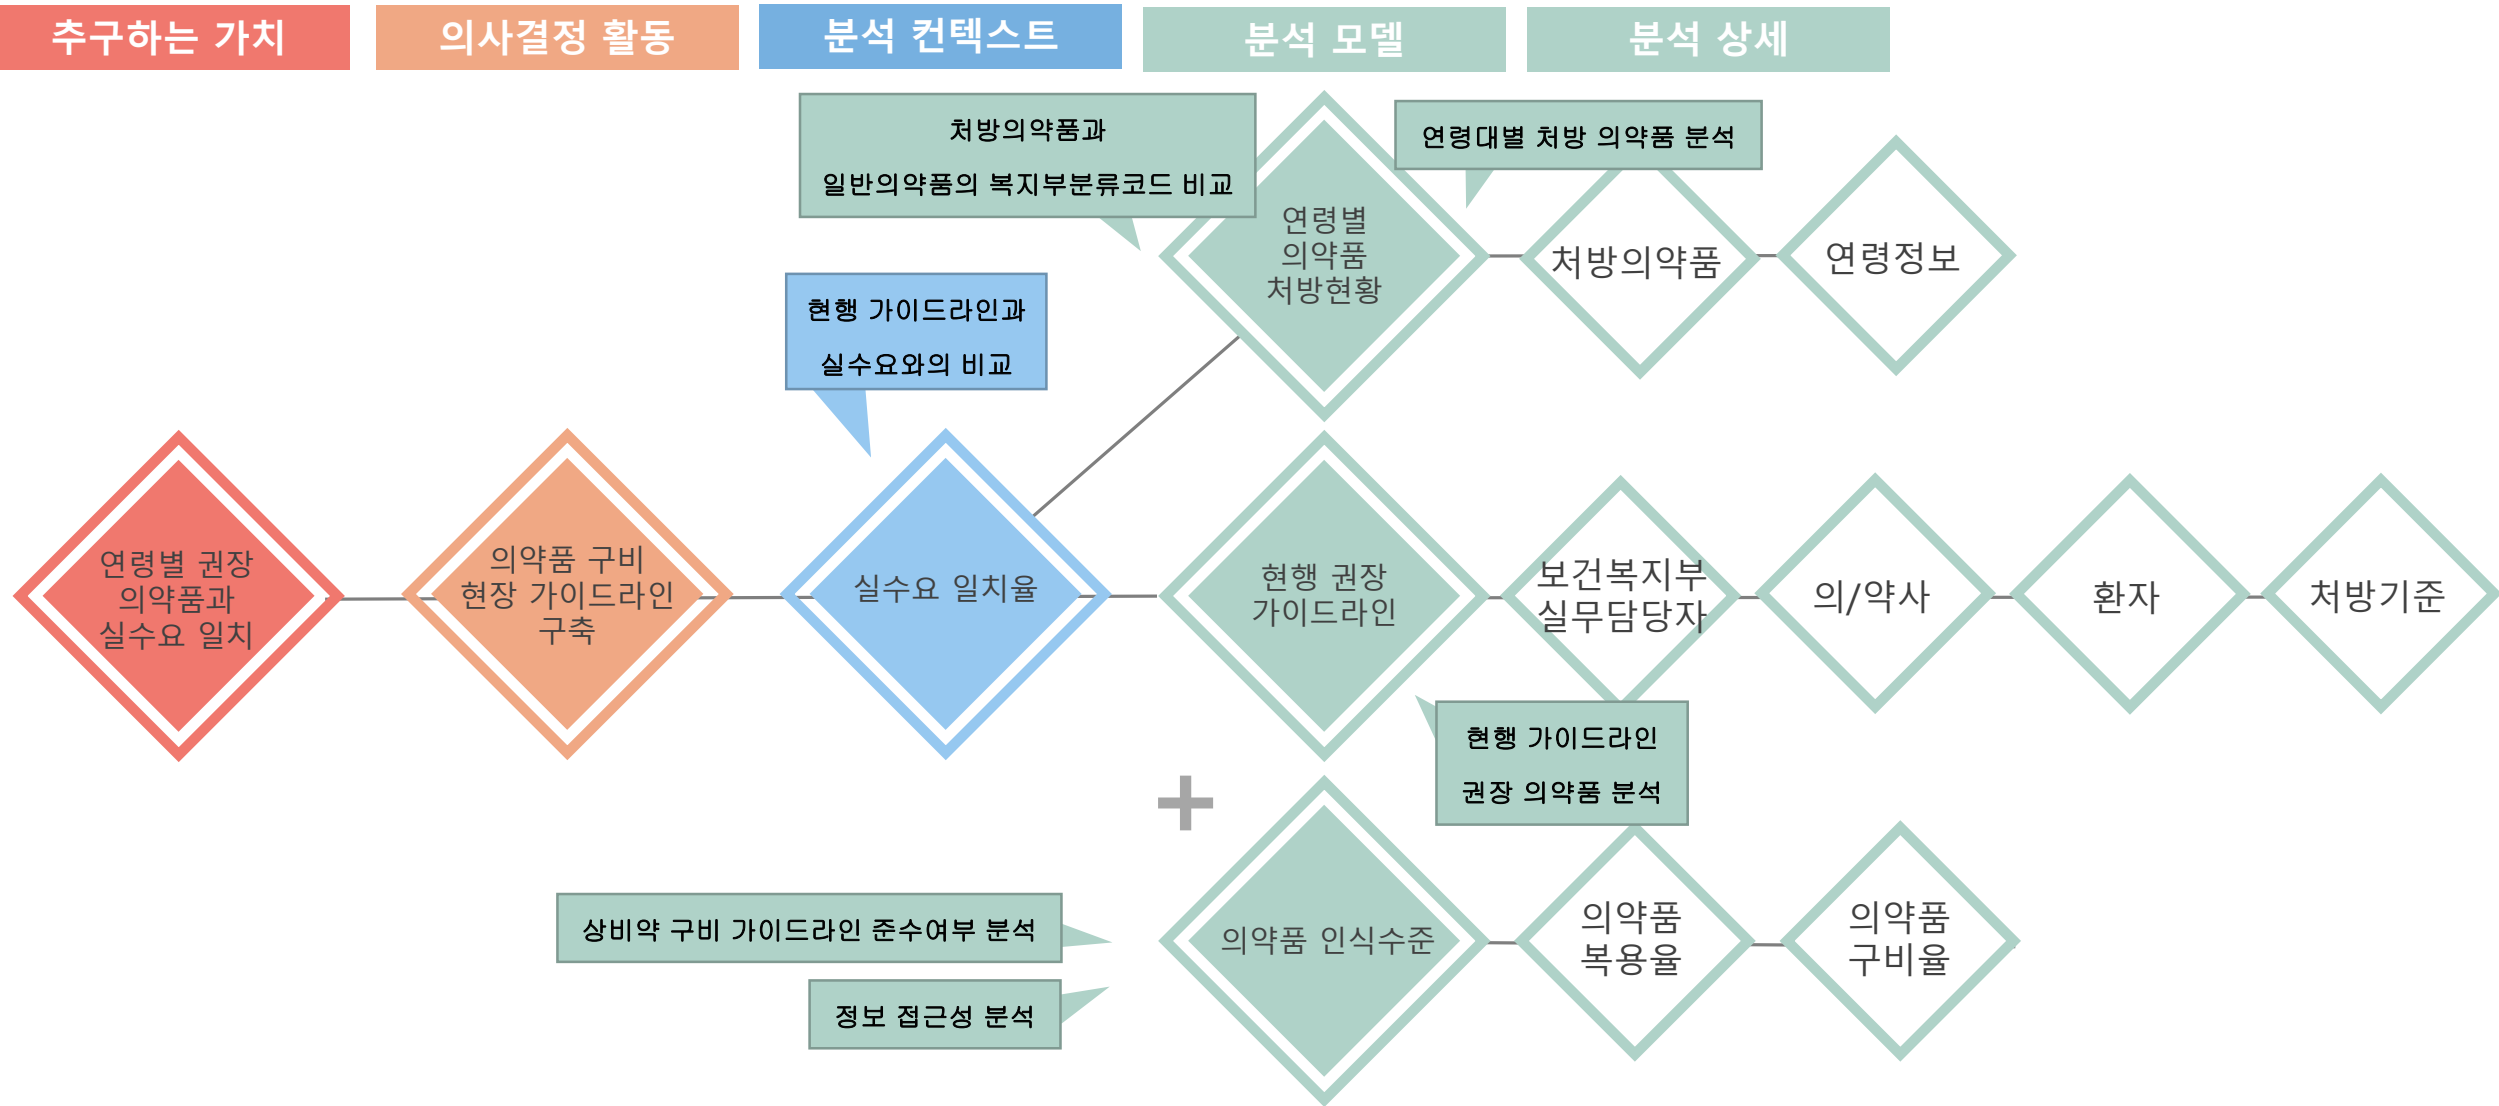 추구하는 가치
의사결정 활동
분석 컨텍스트
분석 모델
분석 상세
처방의약품과
일반의약품의 복지부분류코드 비교
연령대별 처방 의약품 분석
연령별
의약품
처방현황
처방의약품
연령정보
현행 가이드라인과
실수요와의 비교
연령별 권장
의약품과
실수요 일치
의약품 구비
현장 가이드라인
구축
실수요 일치율
현행 권장
가이드라인
보건복지부
실무담당자
의/약사
환자
처방기준
현행 가이드라인
권장 의약품 분석
+
상비약 구비 가이드라인 준수여부 분석
정보 접근성 분석
의약품 인식수준
의약품
복용율
의약품
구비율